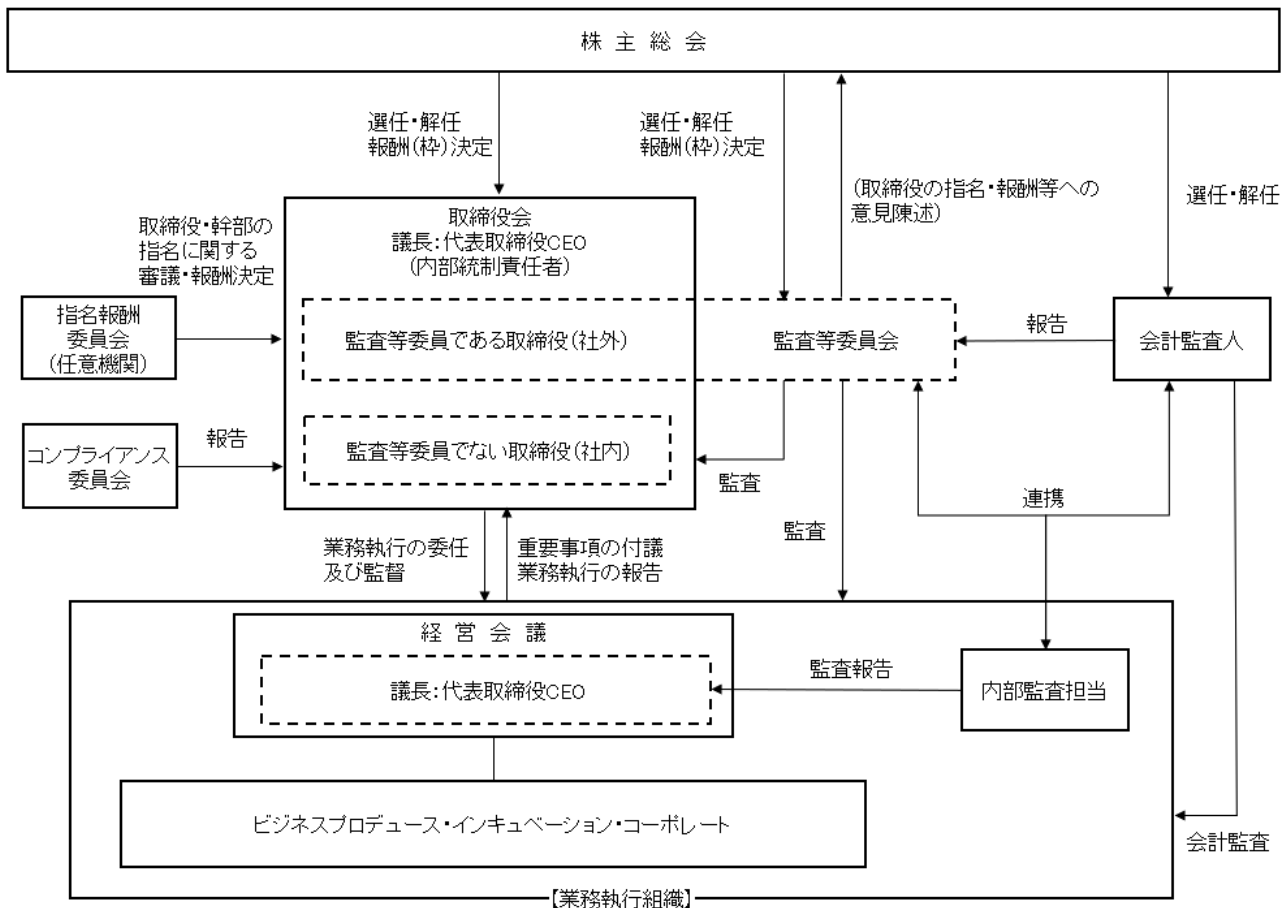 株 主 総 会
選任・解任
報酬(枠)決定
選任・解任
報酬(枠)決定
(取締役の指名・報酬等への
意見陳述)
選任・解任
取締役・幹部の
指名に関する
審議・報酬決定
取締役会
議長:代表取締役CEO
(内部統制責任者)
指名報酬
委員会
(任意機関)
監査等委員である取締役(社外)
監査等委員会
報告
会計監査人
コンプライアンス
委員会
報告
監査等委員でない取締役(社内)
監査
連携
業務執行の委任
及び監督
重要事項の付議
業務執行の報告
監査
経 営 会 議
議長:代表取締役CEO
監査報告
内部監査担当
ビジネスプロデュース・インキュベーション・コーポレート
会計監査
【業務執行組織】